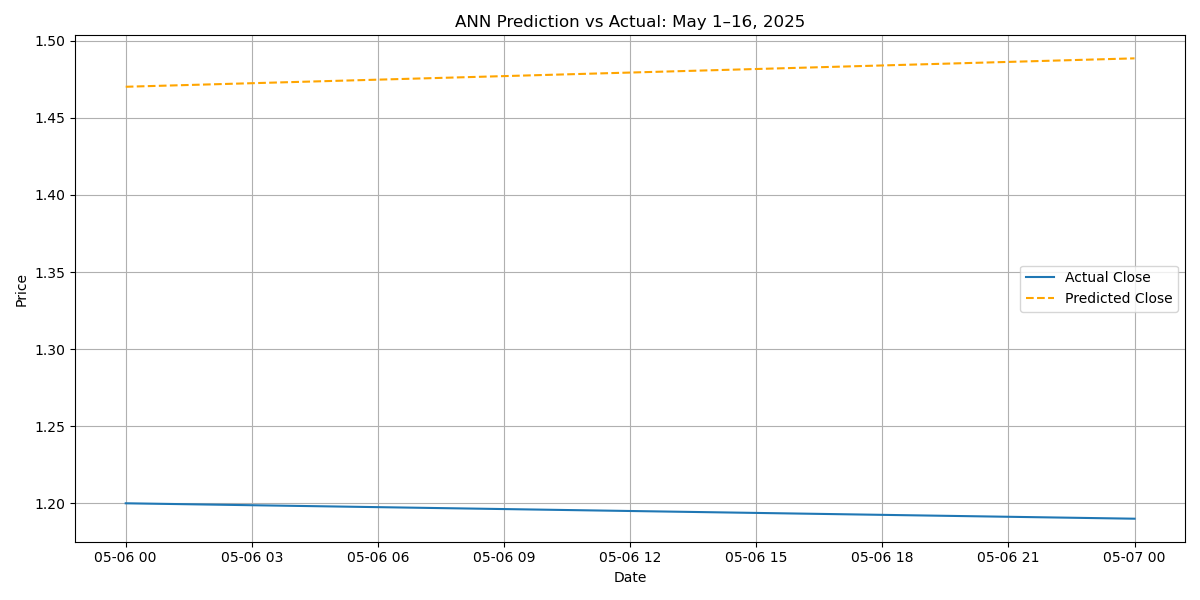 ANN Prediction vs Actual: May 1–16, 2025
1.50
1.45
1.40
1.35
1.30
1.25
1.20
Price
Actual Close
Predicted Close
05-06 00 05-06 03 05-06 06 05-06 09 05-06 12 05-06 15 05-06 18 05-06 21 05-07 00
Date